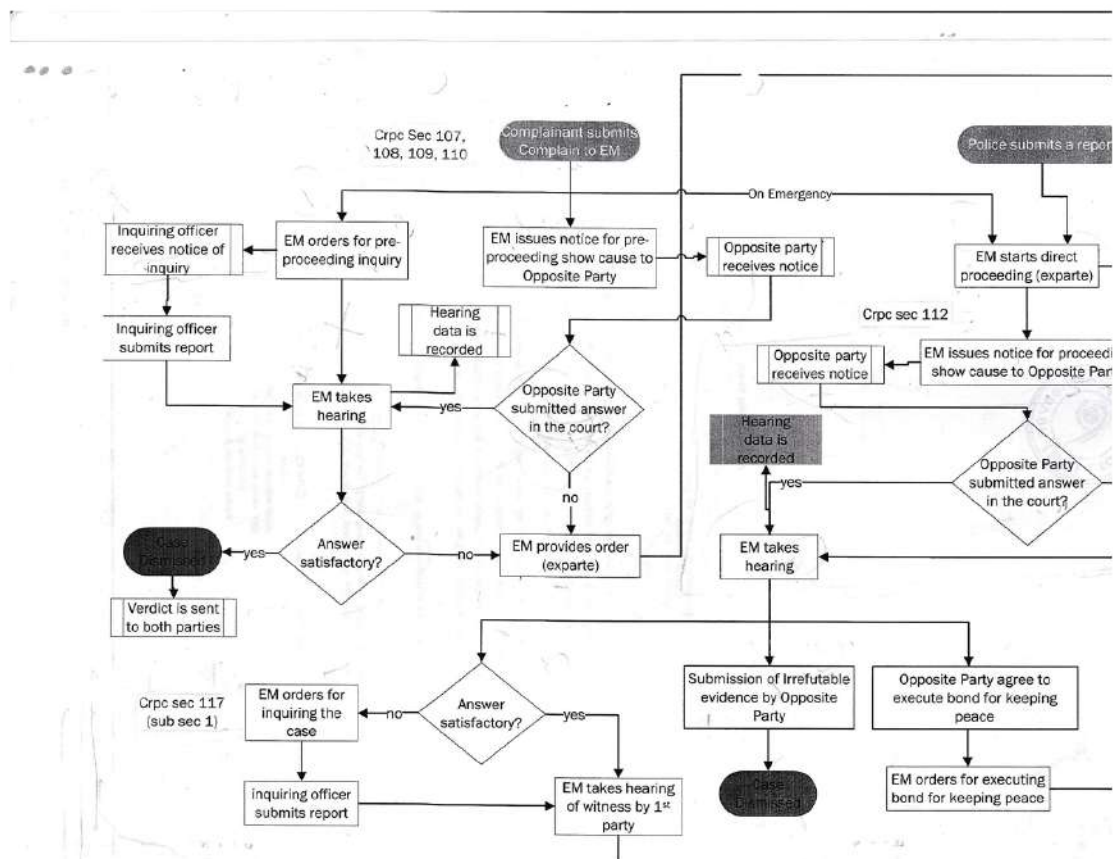 Crpc Sec 107,
108, 109, 110
Complainant submits
Complain to EM
Police submits a repor
On Emergency
Inquiring officer
receives notice of
inquiry
EM orders for pre-
proceeding inquiry
EM issues notice for pre-
proceeding show cause to
Opposite Party
Opposite party
receives notice
EM starts direct
proceeding (exparte)
Inquiring officer
submits report
Hearing
data is
recorded
Crpc sec 112
Opposite party
receives notice
EM issues notice for proceedi
show cause to Opposite Par
EM takes
hearing
yes
Opposite Party
submitted answer
in the court?
Hearing
data is
recorded
yes
Opposite Party
submitted answer
in the court?
no
Case
Dismissed
yes
Answer
satisfactory?
no
EM provides order
(exparte)
EM takes
hearing
Verdict is sent
to both parties
Crpc sec 117
(sub sec 1)
EM orders for
inquiring the
case
no
Answer
satisfactory?
yes
Submission of Irrefutable
evidence by Opposite
Party
Opposite Party agree to
execute bond for keeping
peace
inquiring officer
submits report
EM takes hearing
of witness by 1st
party
Case
Dismissed
EM orders for executing
bond for keeping peace